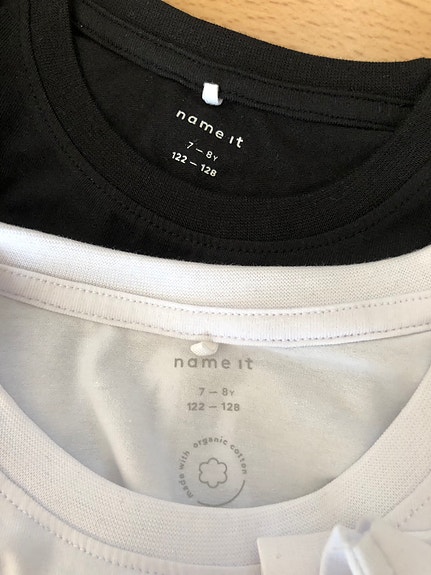 name it
7 – 8Y
122 – 128
name it
7 – 8Y
122 – 128
made with organic cotton